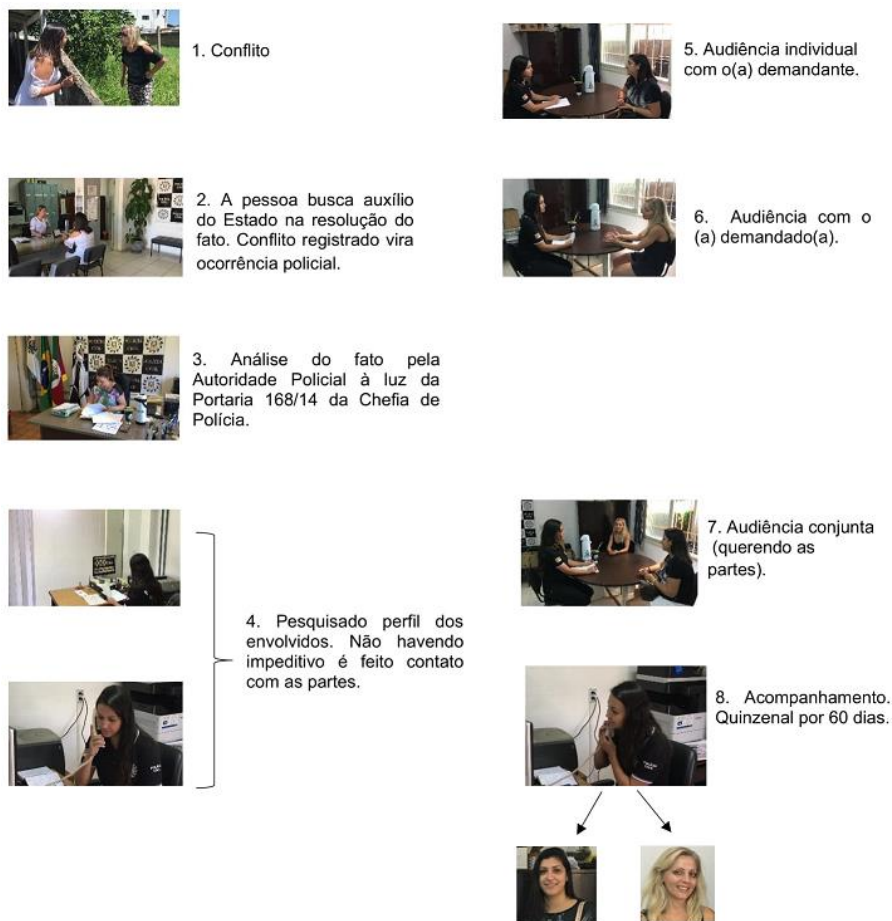 1. Conflito
2. A pessoa busca auxílio
do Estado na resolução do
fato. Conflito registrado vira
ocorrência policial.
3. Análise do fato pela
Autoridade Policial à luz da
Portaria 168/14 da Chefia de
Polícia.
4. Pesquisado perfil dos
envolvidos. Não havendo
impeditivo é feito contato
com as partes.
5. Audiência individual
com o(a) demandante.
6. Audiência com o
(a) demandado(a).
7. Audiência conjunta
(querendo as
partes).
8. Acompanhamento.
Quinzenal por 60 dias.